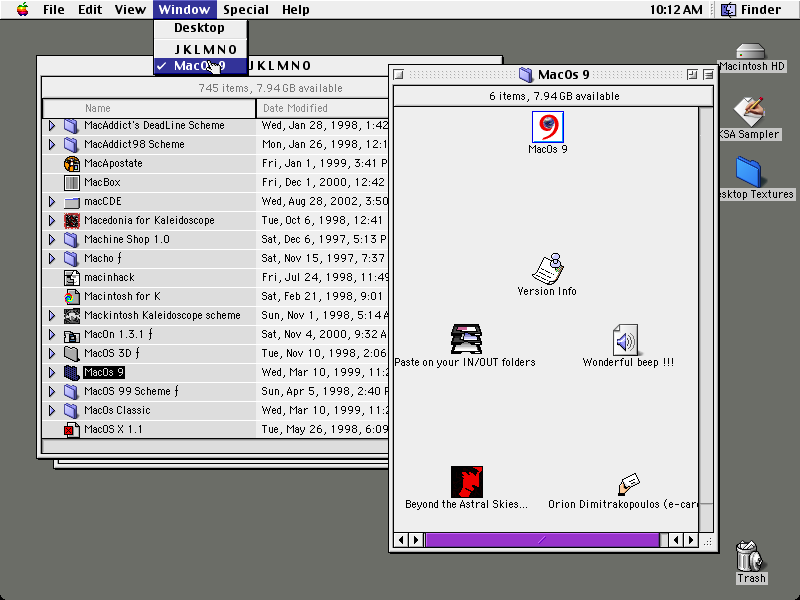 File Edit View Window Special Help 10:12 AM Finder
Desktop
JKLMNO
✓ MacOs 9
JKLMNO
745 items, 7.94 GB available
Name Date Modified
MacAddict's DeadLine Scheme Wed, Jan 28, 1998, 1:42
MacAddict98 Scheme Mon, Jan 26, 1998, 12:1
MacApostate Fri, Jan 1, 1999, 3:41 P
MacBox Fri, Dec 1, 2000, 12:42
macCDE Wed, Aug 28, 2002, 3:50
Macedonia for Kaleidoscope Tue, Oct 6, 1998, 12:41
Machine Shop 1.0 Sat, Dec 6, 1997, 5:13 P
Macho ƒ Sat, Nov 15, 1997, 7:37
macinhack Fri, Jul 24, 1998, 11:49
Macintosh for K Sat, Feb 21, 1998, 9:01
Mackintosh Kaleidoscope scheme Sun, Nov 1, 1998, 5:14 A
MacOn 1.3.1 ƒ Sat, Nov 4, 2000, 9:32 A
MacOS 3D ƒ Tue, Nov 10, 1998, 2:06
MacOs 9 Wed, Mar 10, 1999, 11:2
MacOS 99 Scheme ƒ Sun, Apr 5, 1998, 2:40 P
MacOs Classic Wed, Mar 10, 1999, 11:2
MacOS X 1.1 Tue, May 26, 1998, 6:09
MacOs 9
6 items, 7.94 GB available
MacOs 9
Version Info
Paste on your IN/OUT folders
Wonderful beep !!!
Beyond the Astral Skies...
Orion Dimitrakopoulos (e-car
Macintosh HD
KSA Sampler
sktop Textures
Trash